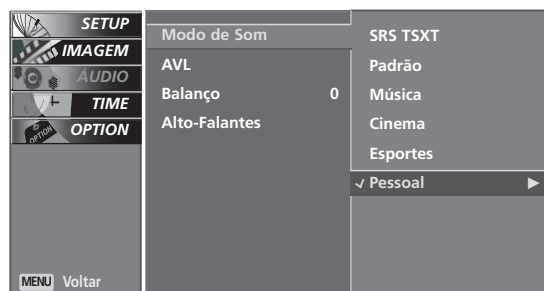 SETUP
IMAGEM
ÁUDIO
TIME
OPTION
MENU Voltar
Modo de Som
AVL
Balanço 0
Alto-Falantes
SRS TSXT
Padrão
Música
Cinema
Esportes
✓ Pessoal ▶